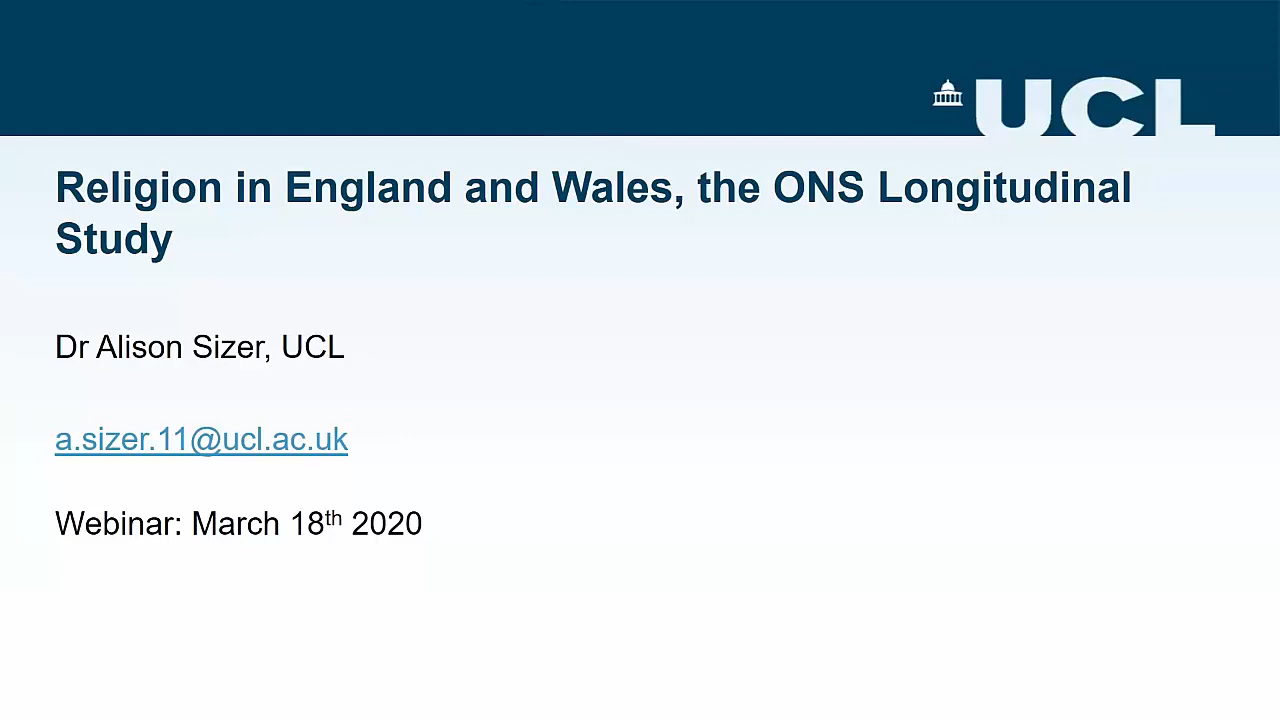 UCL
Religion in England and Wales, the ONS Longitudinal
Study
Dr Alison Sizer, UCL
a.sizer.11@ucl.ac.uk
Webinar: March 18th 2020